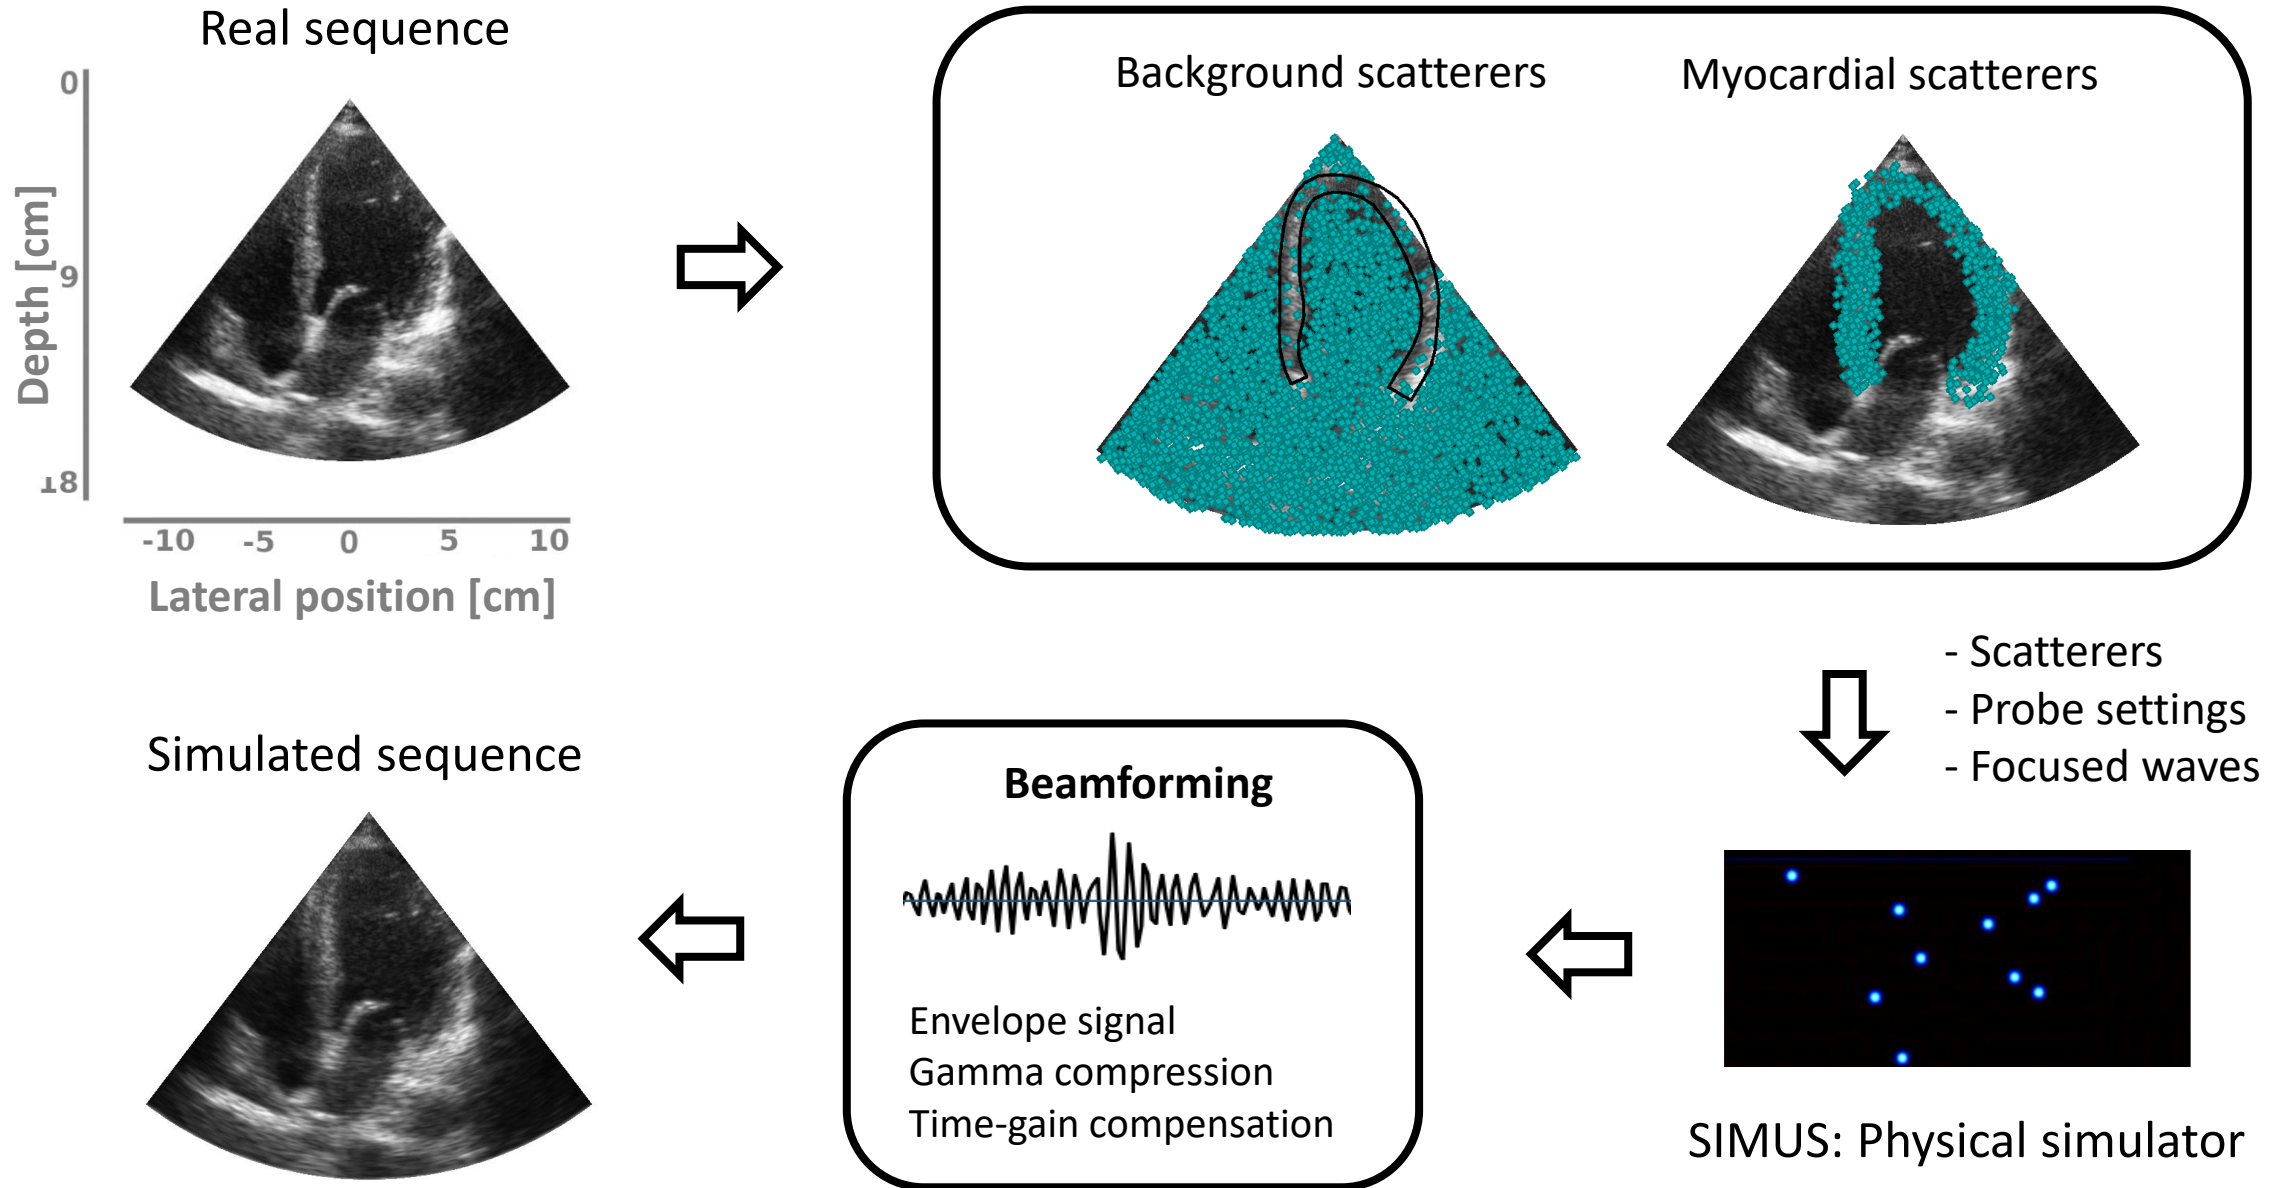 Real sequence
0
9
18
Depth [cm]
-10 -5 0 5 10
Lateral position [cm]
Background scatterers
Myocardial scatterers
- Scatterers
- Probe settings
- Focused waves
SIMUS: Physical simulator
Beamforming
Envelope signal
Gamma compression
Time-gain compensation
Simulated sequence